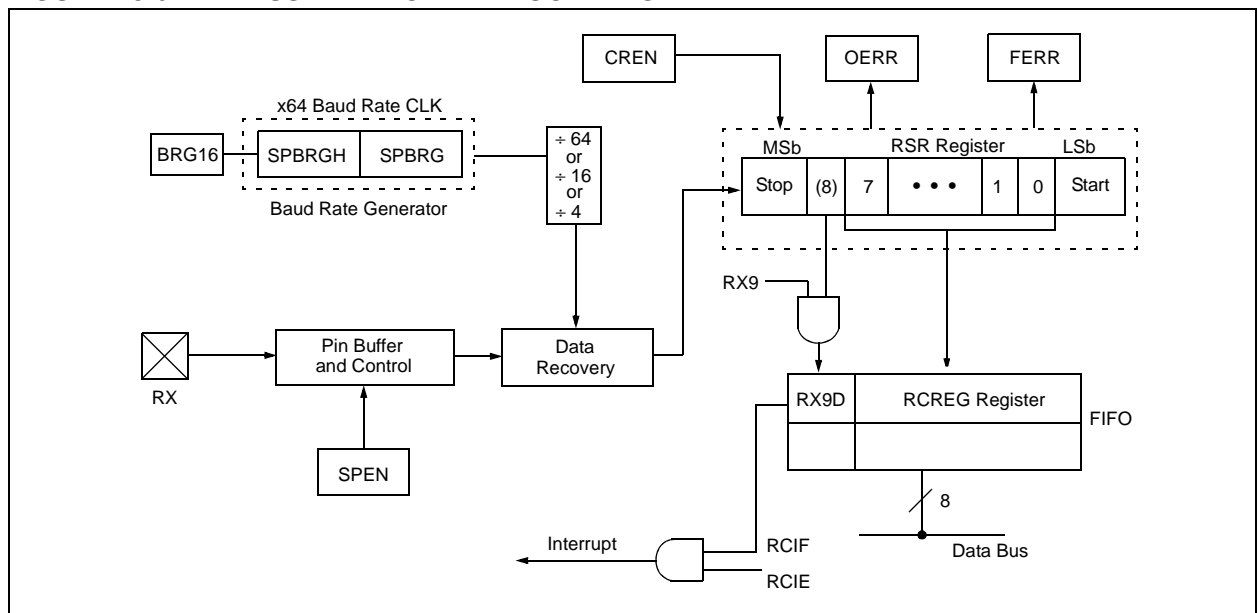 CREN
OERR
FERR
x64 Baud Rate CLK
BRG16
SPBRGH
SPBRG
÷ 64
or
÷ 16
or
÷ 4
Baud Rate Generator
MSb
RSR Register
LSb
Stop
(8)
7
• • •
1
0
Start
RX9
RX
Pin Buffer
and Control
Data
Recovery
SPEN
RX9D
RCREG Register
FIFO
8
Data Bus
Interrupt
RCIF
RCIE